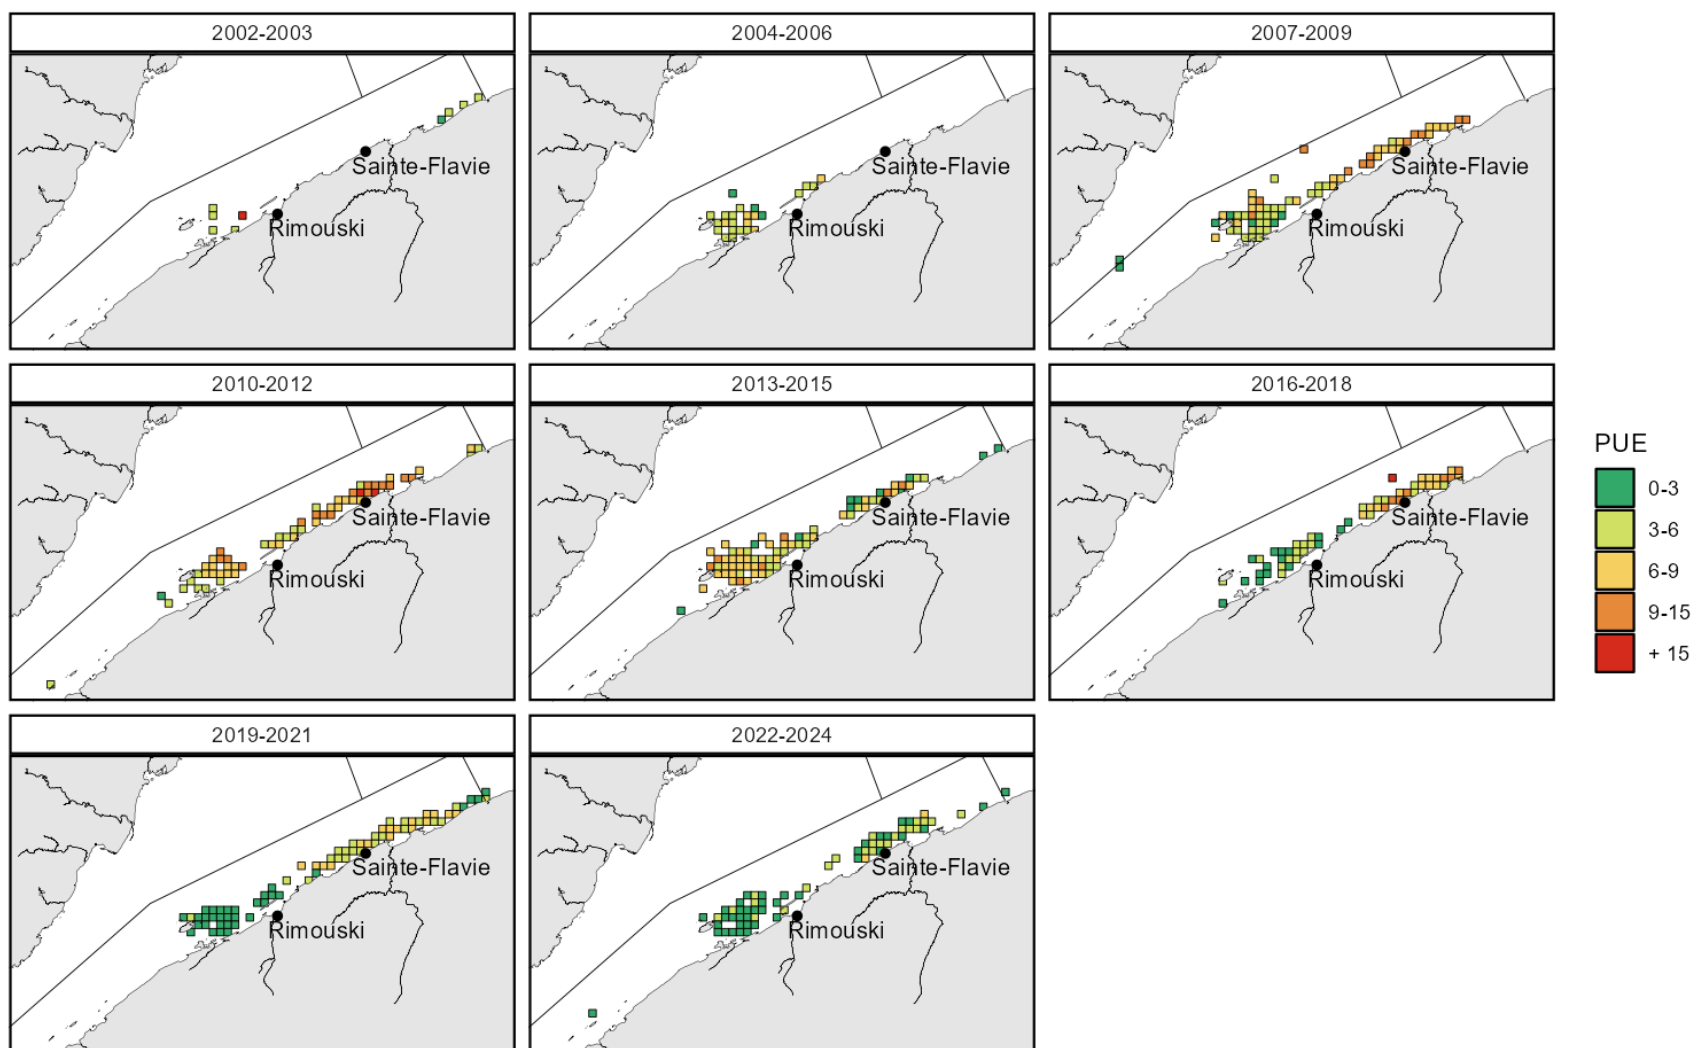 2002-2003
2004-2006
2007-2009
Sainte-Flavie
Rimouski
Sainte-Flavie
Rimouski
Sainte-Flavie
Rimouski
2010-2012
2013-2015
2016-2018
Sainte-Flavie
Rimouski
Sainte-Flavie
Rimouski
Sainte-Flavie
Rimouski
PUE
0-3
3-6
6-9
9-15
+ 15
2019-2021
2022-2024
Sainte-Flavie
Rimouski
Sainte-Flavie
Rimouski